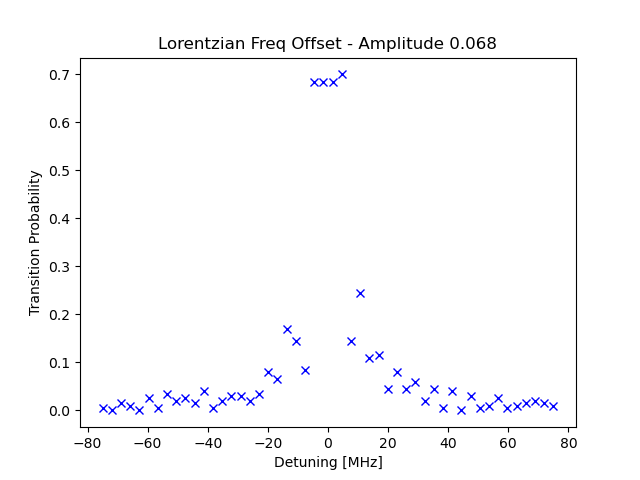 Lorentzian Freq Offset - Amplitude 0.068
0.7
0.6
0.5
0.4
0.3
0.2
0.1
0.0
Transition Probability
−80 −60 −40 −20 0 20 40 60 80
Detuning [MHz]